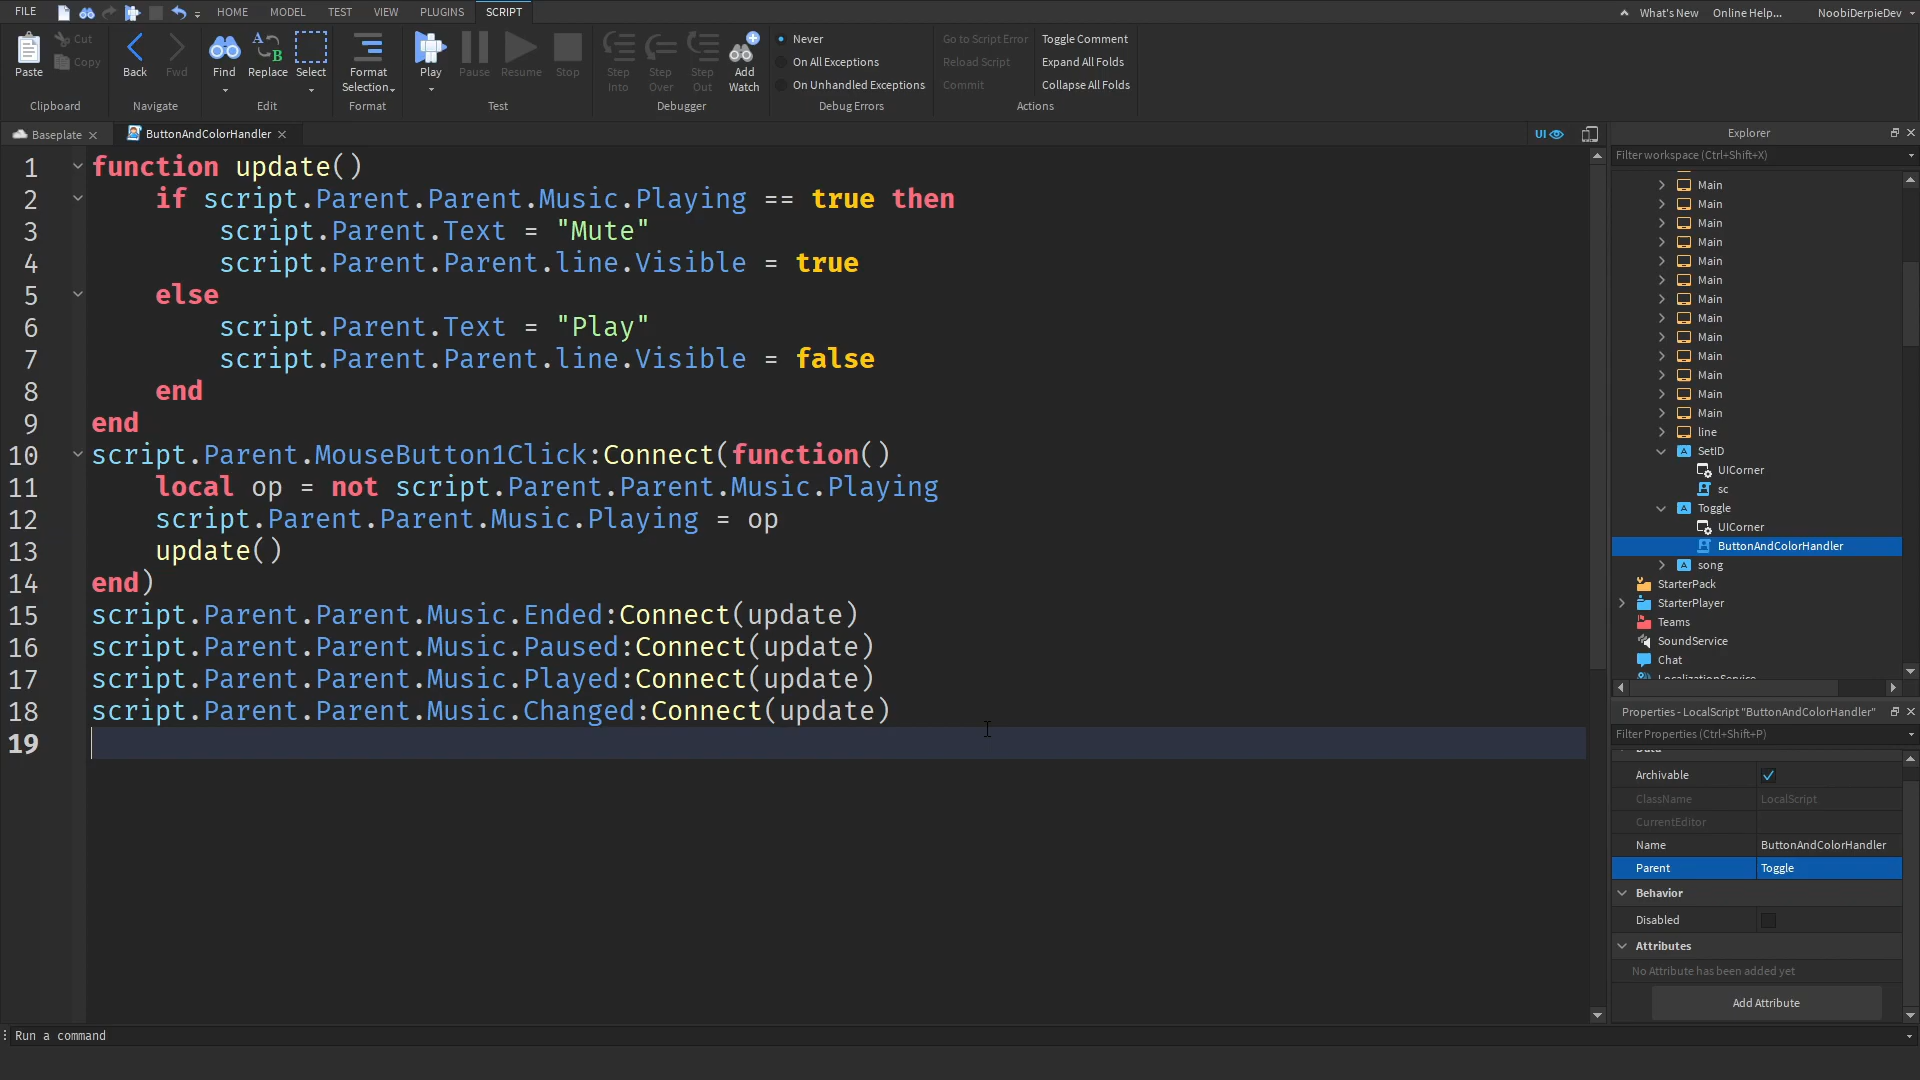 FILE HOME MODEL TEST VIEW PLUGINS SCRIPT What's New Online Help... NoobiDerpieDev
Paste Cut Copy Clipboard
Back Fwd Navigate
Find Replace Select Edit
Format Selection Format
Play Pause Resume Stop Test
Step Into Step Over Step Out Add Watch Debugger
Never
On All Exceptions
On Unhandled Exceptions
Debug Errors
Go to Script Error Toggle Comment
Reload Script Expand All Folds
Commit Collapse All Folds
Actions
Baseplate ButtonAndColorHandler UI
1 function update()
2 if script.Parent.Parent.Music.Playing == true then
3 script.Parent.Text = "Mute"
4 script.Parent.Parent.line.Visible = true
5 else
6 script.Parent.Text = "Play"
7 script.Parent.Parent.line.Visible = false
8 end
9 end
10 script.Parent.MouseButton1Click:Connect(function()
11 local op = not script.Parent.Parent.Music.Playing
12 script.Parent.Parent.Music.Playing = op
13 update()
14 end)
15 script.Parent.Parent.Music.Ended:Connect(update)
16 script.Parent.Parent.Music.Paused:Connect(update)
17 script.Parent.Parent.Music.Played:Connect(update)
18 script.Parent.Parent.Music.Changed:Connect(update)
19
Explorer
Filter workspace (Ctrl+Shift+X)
Main
Main
Main
Main
Main
Main
Main
Main
Main
Main
Main
Main
Main
line
SetID
UICorner
sc
Toggle
UICorner
ButtonAndColorHandler
song
StarterPack
StarterPlayer
Teams
SoundService
Chat
LocalizationService
Properties - LocalScript "ButtonAndColorHandler"
Filter Properties (Ctrl+Shift+P)
Data
Archivable
ClassName LocalScript
CurrentEditor
Name ButtonAndColorHandler
Parent Toggle
Behavior
Disabled
Attributes
No Attribute has been added yet
Add Attribute
Run a command